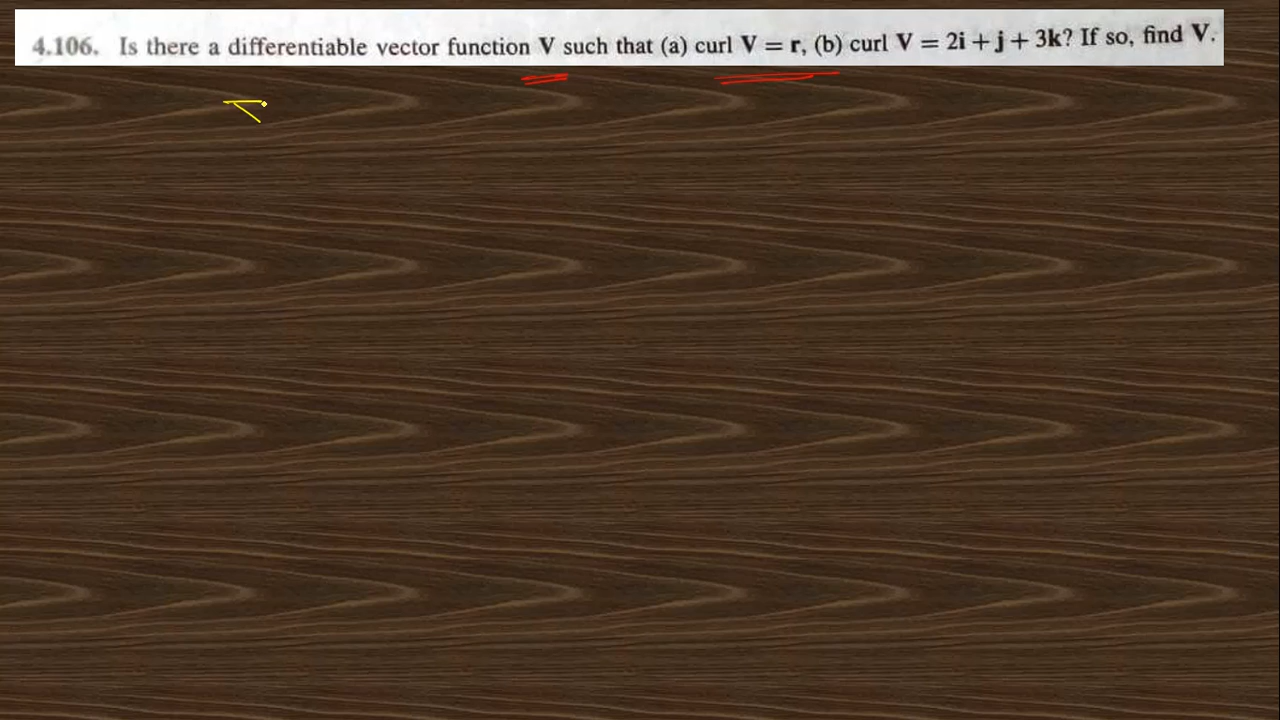 4.106. Is there a differentiable vector function V such that (a) curl V = r, (b) curl V = 2i + j + 3k? If so, find V.